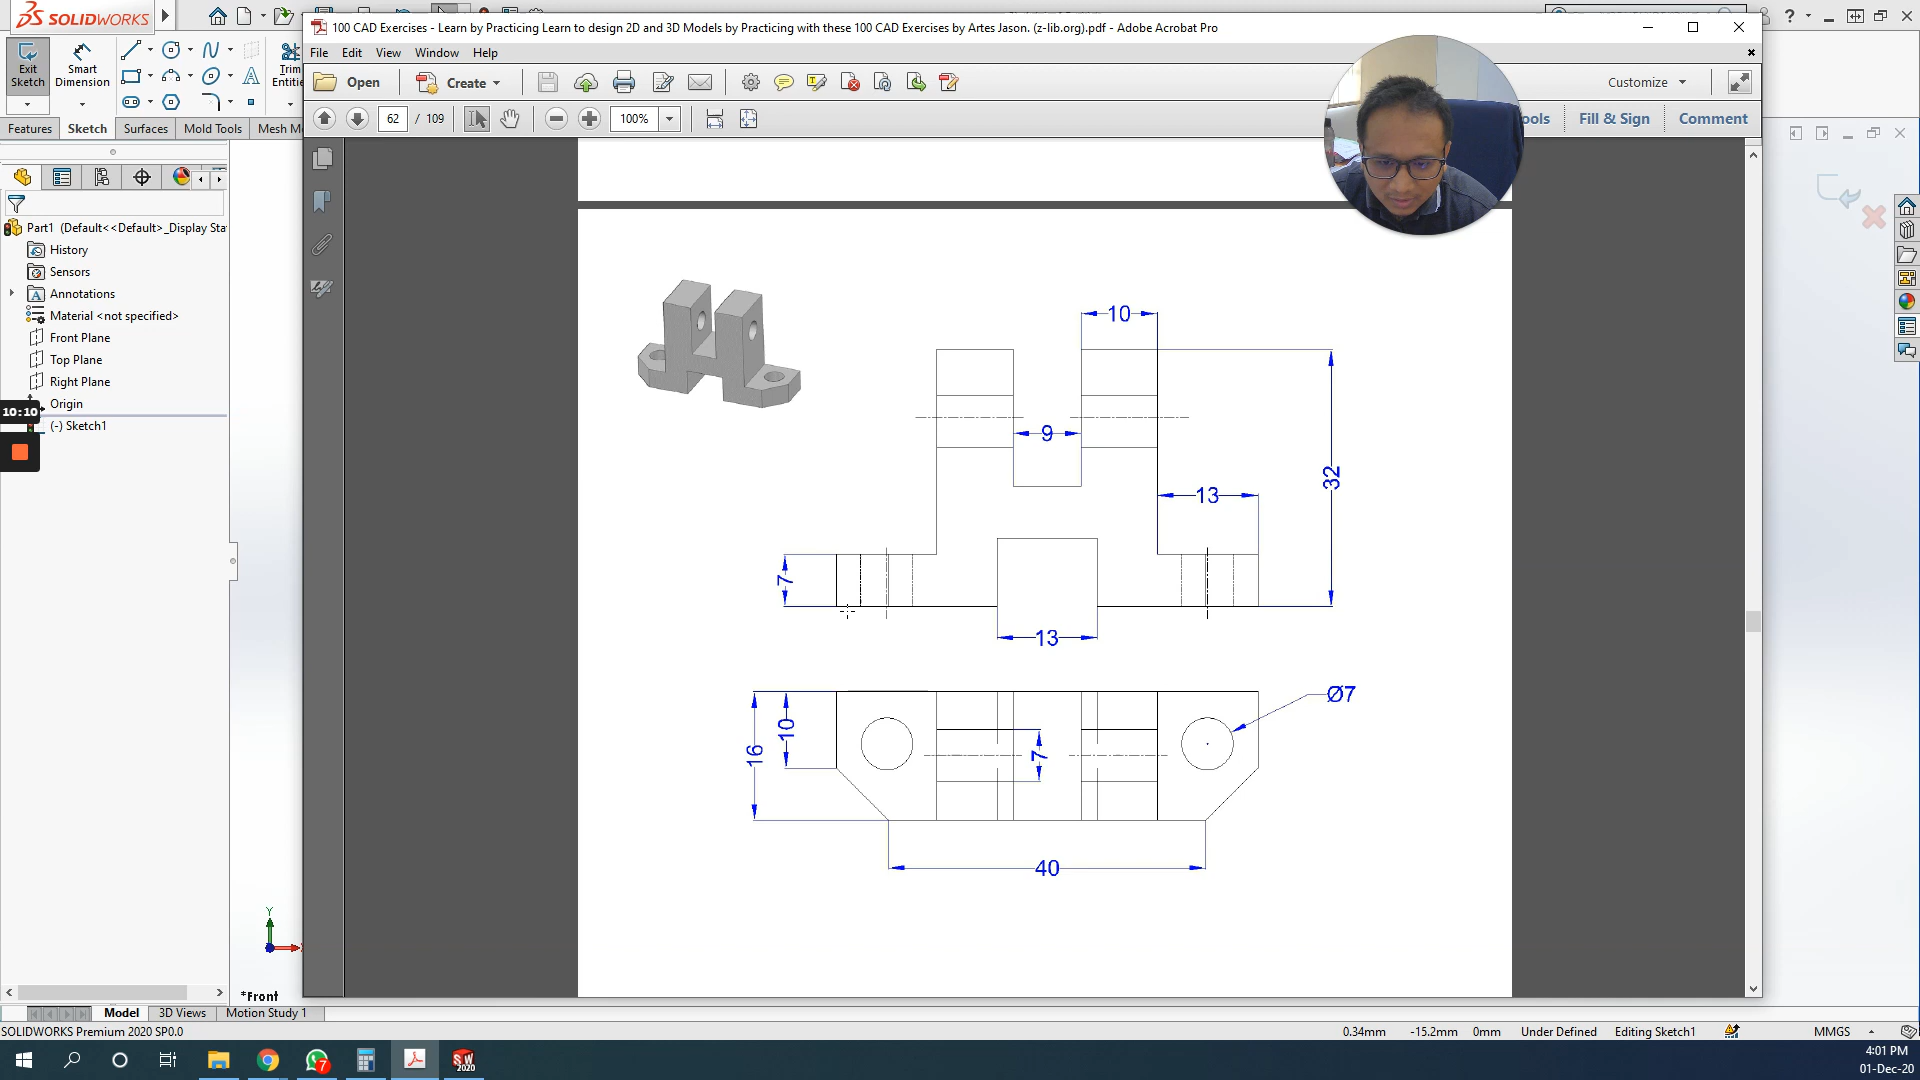 SOLIDWORKS
100 CAD Exercises - Learn by Practicing Learn to design 2D and 3D Models by Practicing with these 100 CAD Exercises by Artes Jason. (z-lib.org).pdf - Adobe Acrobat Pro
File Edit View Window Help
Open Create Customize
62 / 109 100% ools Fill & Sign Comment
Exit
Sketch
Smart
Dimension
Trim
Entitie
Features Sketch Surfaces Mold Tools Mesh M
Part1 (Default<<Default>_Display Sta
History
Sensors
Annotations
Material <not specified>
Front Plane
Top Plane
Right Plane
Origin
(-) Sketch1
10:10
10
9
32
13
7
13
Ø7
10
16
7
40
Y
*Front
Model 3D Views Motion Study 1
SOLIDWORKS Premium 2020 SP0.0 0.34mm -15.2mm 0mm Under Defined Editing Sketch1 MMGS
7
SW
2020
4:01 PM
01-Dec-20